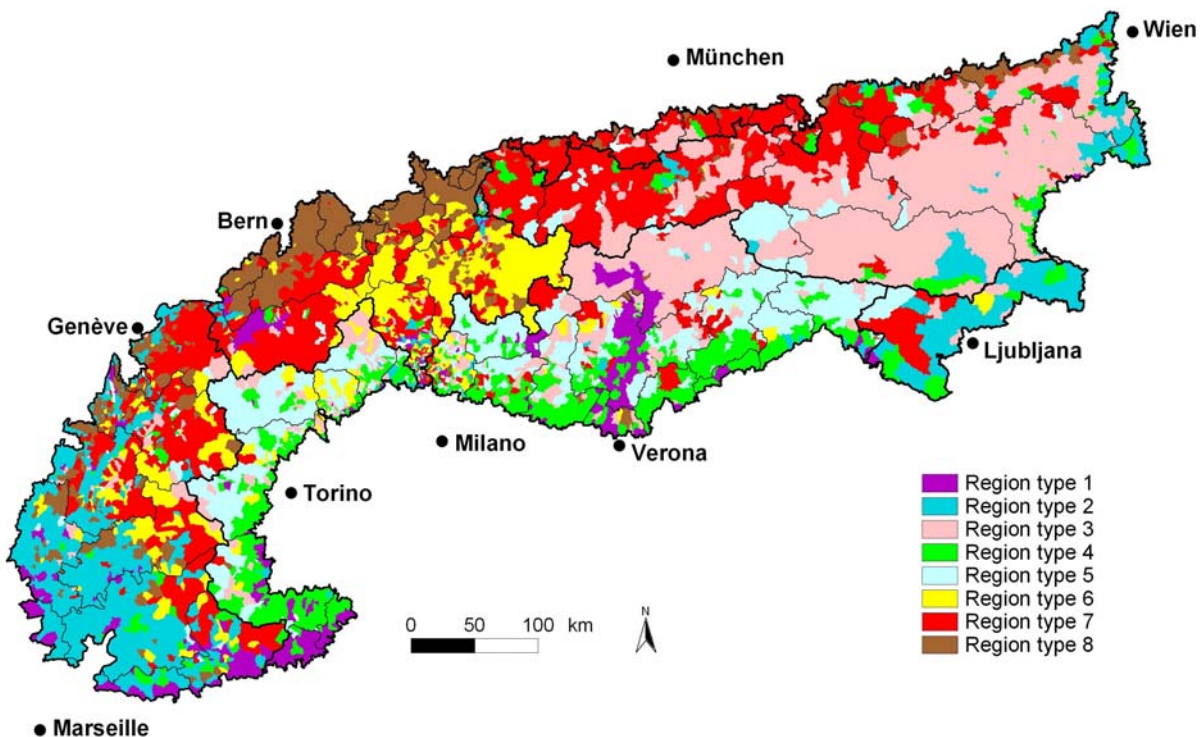 Wien
München
Bern
Genève
Ljubljana
Milano
Verona
Torino
Region type 1
Region type 2
Region type 3
Region type 4
Region type 5
Region type 6
Region type 7
Region type 8
N
0 50 100 km
Marseille